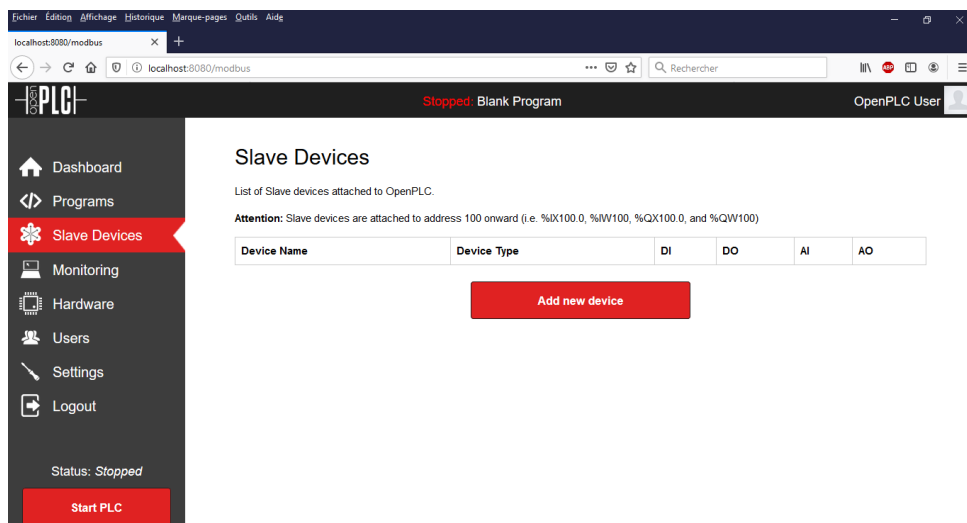 Fichier Édition Affichage Historique Marque-pages Outils Aide
localhost:8080/modbus
localhost:8080/modbus
Rechercher
ABP
open PLC
Stopped: Blank Program
OpenPLC User
Dashboard
Programs
Slave Devices
Monitoring
Hardware
Users
Settings
Logout
Status: Stopped
Start PLC
Slave Devices
List of Slave devices attached to OpenPLC.
Attention: Slave devices are attached to address 100 onward (i.e. %IX100.0, %IW100, %QX100.0, and %QW100)
Device Name Device Type DI DO AI AO
Add new device